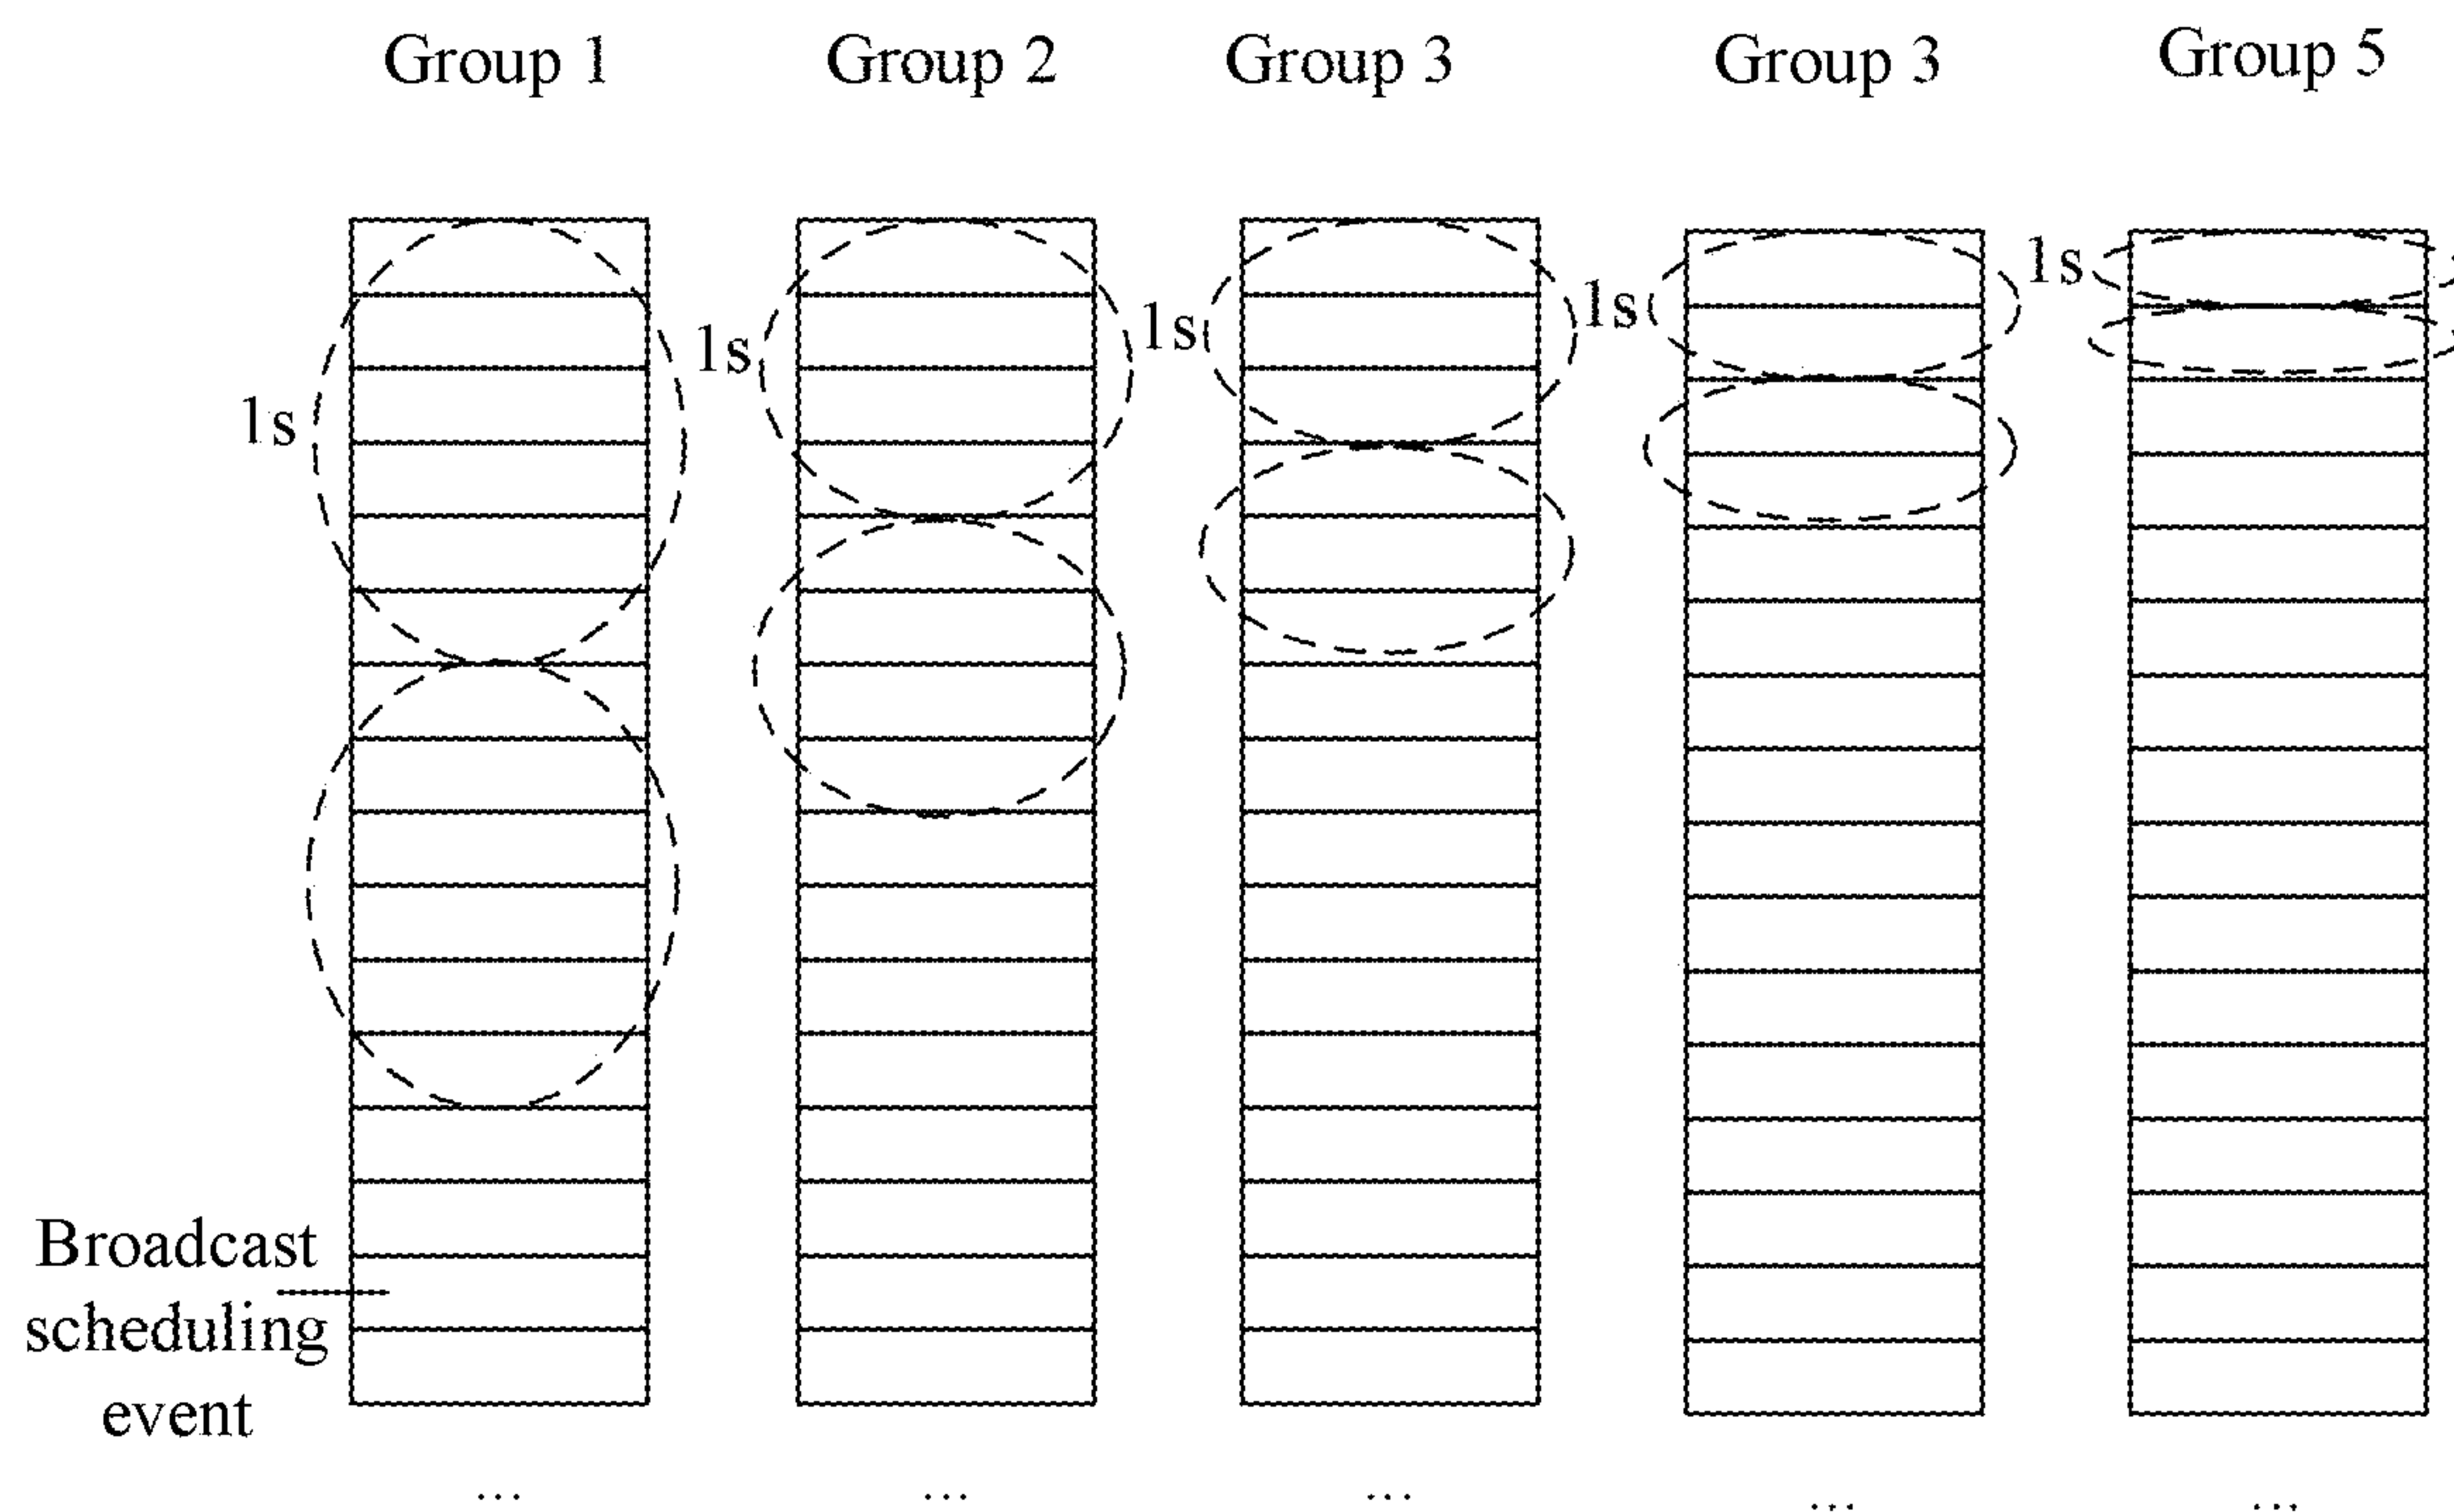 Group 1
Group 2
Group 3
Group 3
Group 5
1s
1s
1s
1s
1s
Broadcast
scheduling
event
...
...
...
...
...